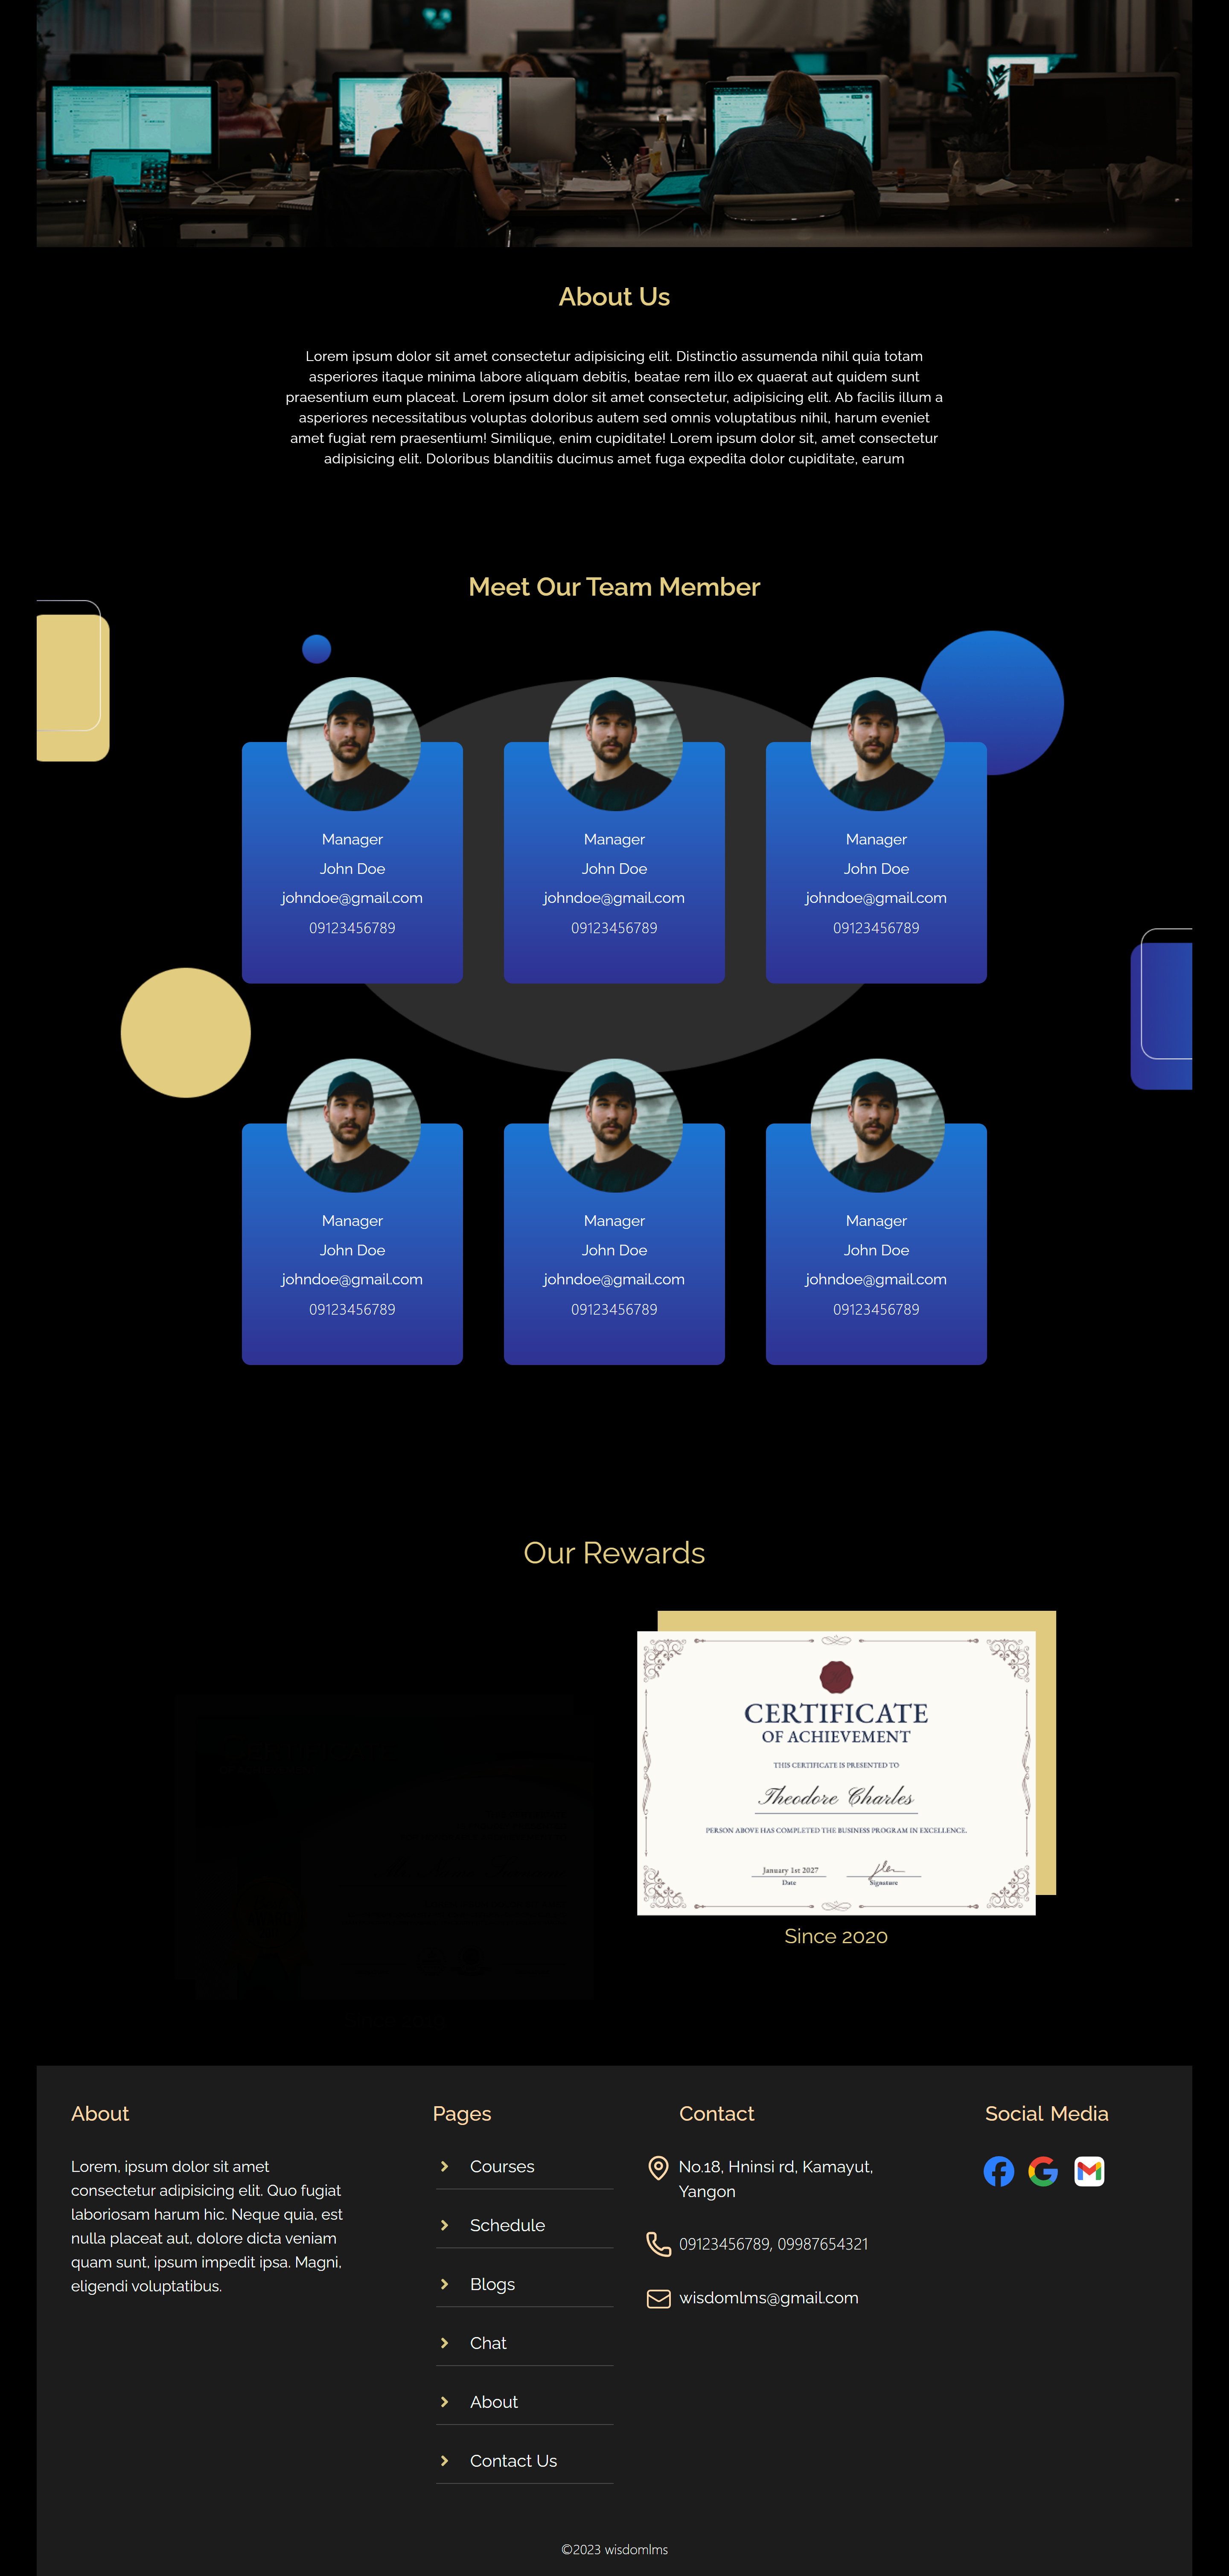 About Us
Lorem ipsum dolor sit amet consectetur adipisicing elit. Distinctio assumenda nihil quia totam
asperiores itaque minima labore aliquam debitis, beatae rem illo ex quaerat aut quidem sunt
praesentium eum placeat. Lorem ipsum dolor sit amet consectetur, adipisicing elit. Ab facilis illum a
asperiores necessitatibus voluptas doloribus autem sed omnis voluptatibus nihil, harum eveniet
amet fugiat rem praesentium! Similique, enim cupiditate! Lorem ipsum dolor sit, amet consectetur
adipisicing elit. Doloribus blanditiis ducimus amet fuga expedita dolor cupiditate, earum
Meet Our Team Member
Manager
John Doe
johndoe@gmail.com
09123456789
Manager
John Doe
johndoe@gmail.com
09123456789
Manager
John Doe
johndoe@gmail.com
09123456789
Manager
John Doe
johndoe@gmail.com
09123456789
Manager
John Doe
johndoe@gmail.com
09123456789
Manager
John Doe
johndoe@gmail.com
09123456789
Our Rewards
CERTIFICATE
OF ACHIEVEMENT
THIS CERTIFICATE IS PRESENTED TO
Theodore Charles
PERSON ABOVE HAS COMPLETED THE BUSINESS PROGRAM IN EXCELLENCE.
January 1st 2027
Date
Signature
Since 2020
About
Lorem, ipsum dolor sit amet
consectetur adipisicing elit. Quo fugiat
laboriosam harum hic. Neque quia, est
nulla placeat aut, dolore dicta veniam
quam sunt, ipsum impedit ipsa. Magni,
eligendi voluptatibus.
Pages
Courses
Schedule
Blogs
Chat
About
Contact Us
Contact
No.18, Hninsi rd, Kamayut,
Yangon
09123456789, 09987654321
wisdomlms@gmail.com
Social Media
©2023 wisdomlms